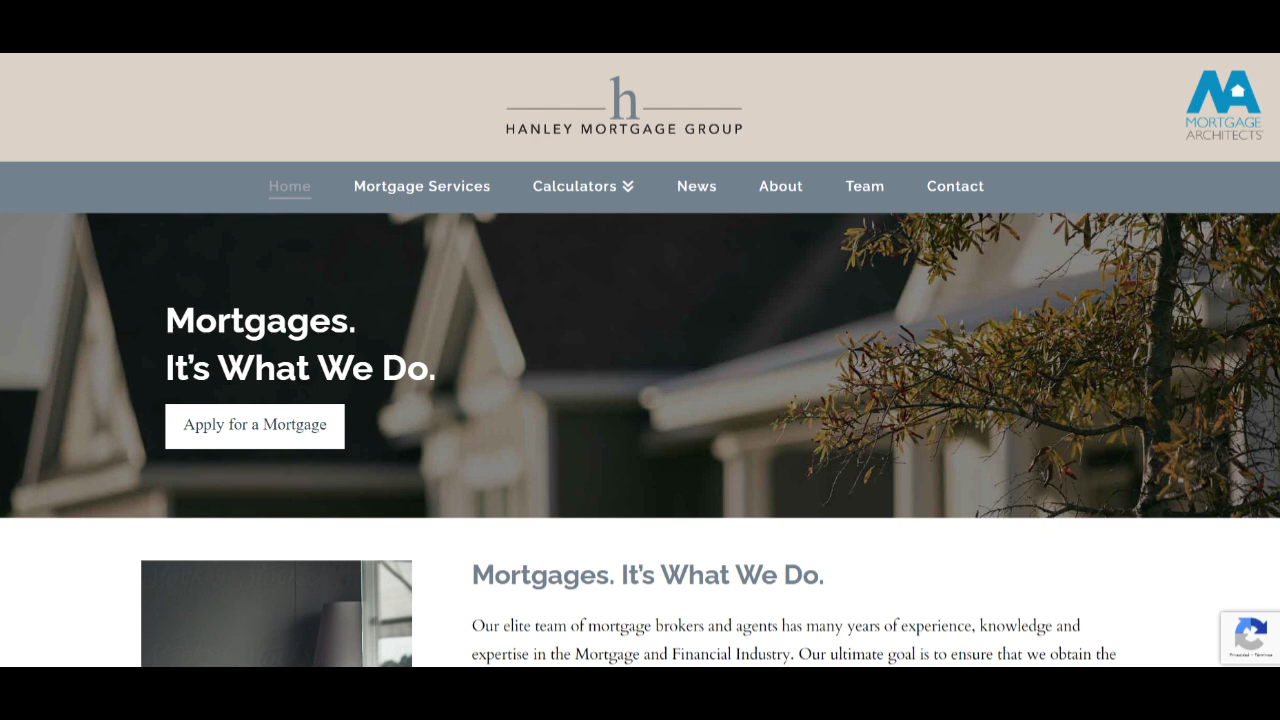 h
HANLEY MORTGAGE GROUP
MA
MORTGAGE
ARCHITECTS
Home Mortgage Services Calculators News About Team Contact
Mortgages.
It's What We Do.
Apply for a Mortgage
Mortgages. It's What We Do.
Our elite team of mortgage brokers and agents has many years of experience, knowledge and
expertise in the Mortgage and Financial Industry. Our ultimate goal is to ensure that we obtain the
Privacidad - Términos